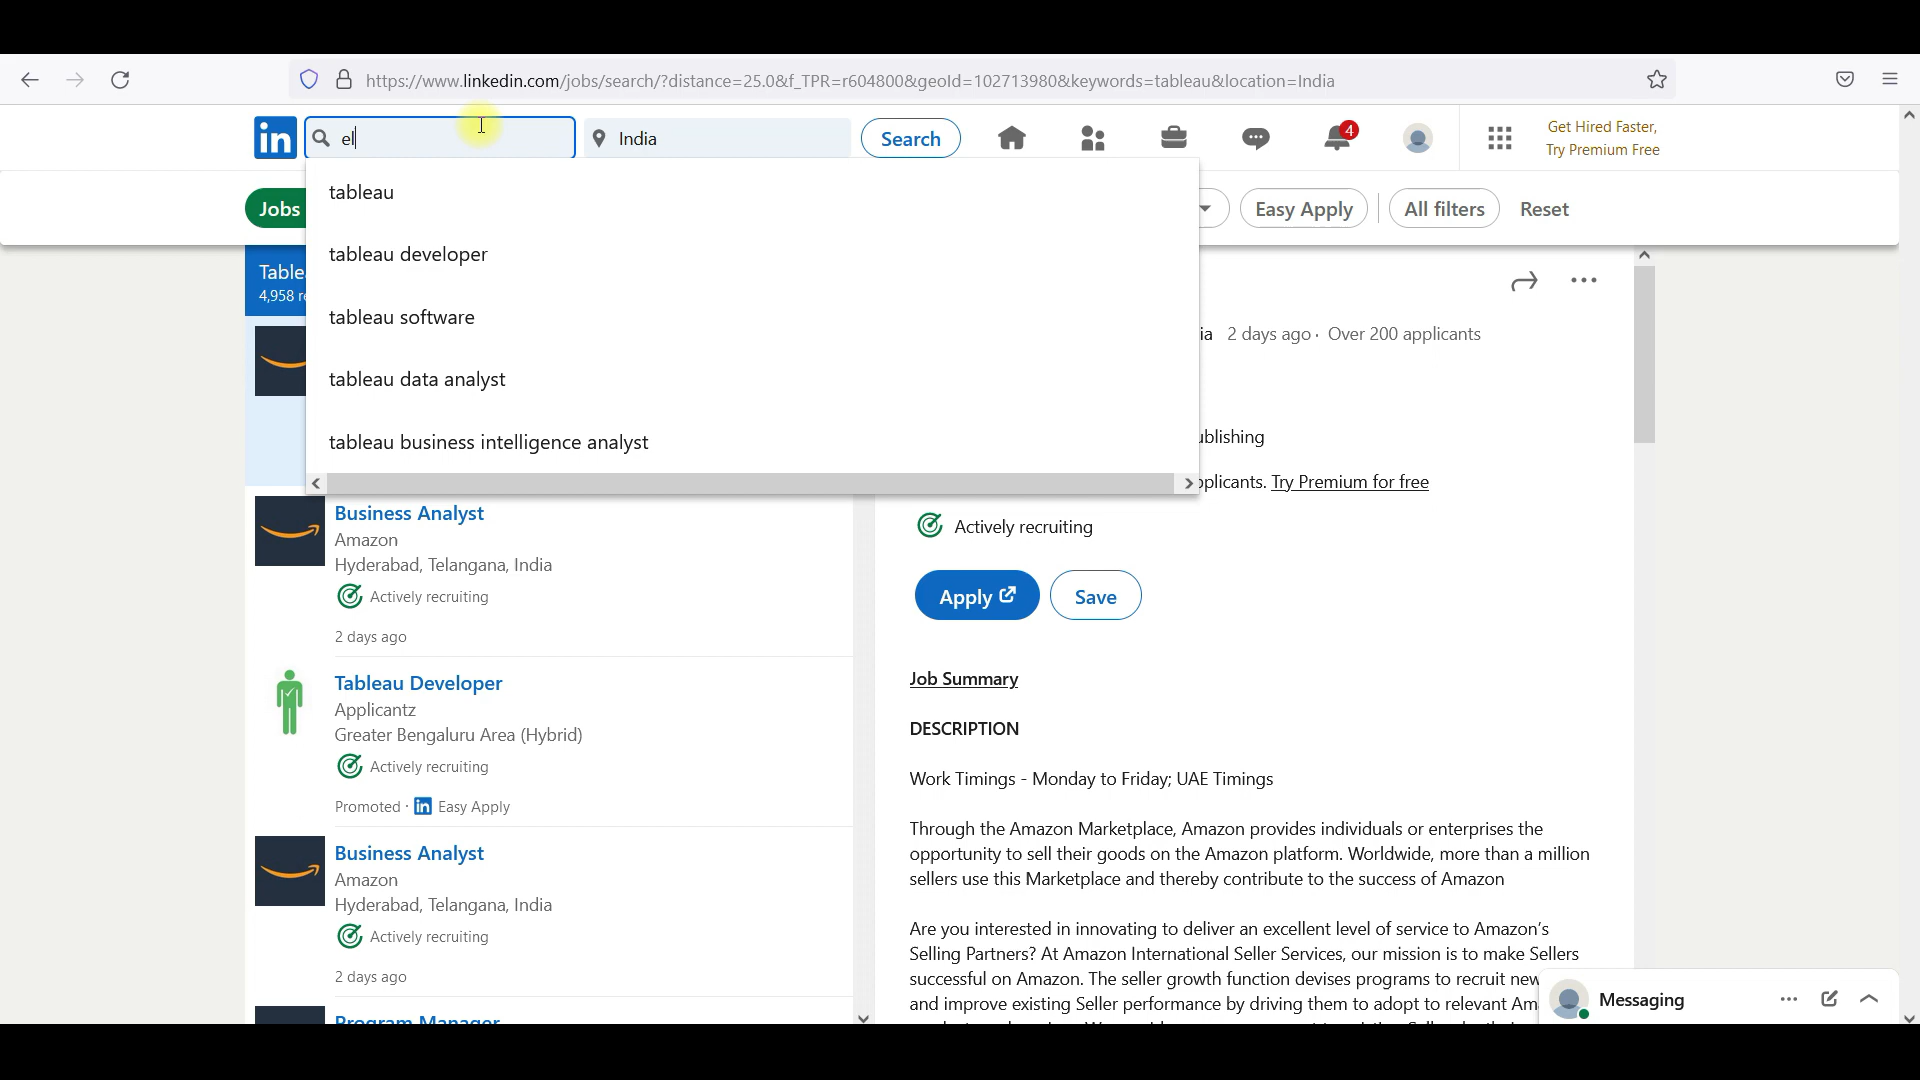 https://www.linkedin.com/jobs/search/?distance=25.0&f_TPR=r604800&geoId=102713980&keywords=tableau&location=India
in
el
India
Search
4
Get Hired Faster,
Try Premium Free
Jobs
Easy Apply
All filters
Reset
tableau
tableau developer
tableau software
tableau data analyst
tableau business intelligence analyst
Table
4,958
2 days ago · Over 200 applicants
Try Premium for free
Actively recruiting
Apply
Save
Business Analyst
Amazon
Hyderabad, Telangana, India
Actively recruiting
2 days ago
Tableau Developer
Applicantz
Greater Bengaluru Area (Hybrid)
Actively recruiting
Promoted · in Easy Apply
Business Analyst
Amazon
Hyderabad, Telangana, India
Actively recruiting
2 days ago
Program Manager
Job Summary
DESCRIPTION
Work Timings - Monday to Friday; UAE Timings
Through the Amazon Marketplace, Amazon provides individuals or enterprises the
opportunity to sell their goods on the Amazon platform. Worldwide, more than a million
sellers use this Marketplace and thereby contribute to the success of Amazon
Are you interested in innovating to deliver an excellent level of service to Amazon's
Selling Partners? At Amazon International Seller Services, our mission is to make Sellers
successful on Amazon. The seller growth function devises programs to recruit new
and improve existing Seller performance by driving them to adopt to relevant Am
Messaging